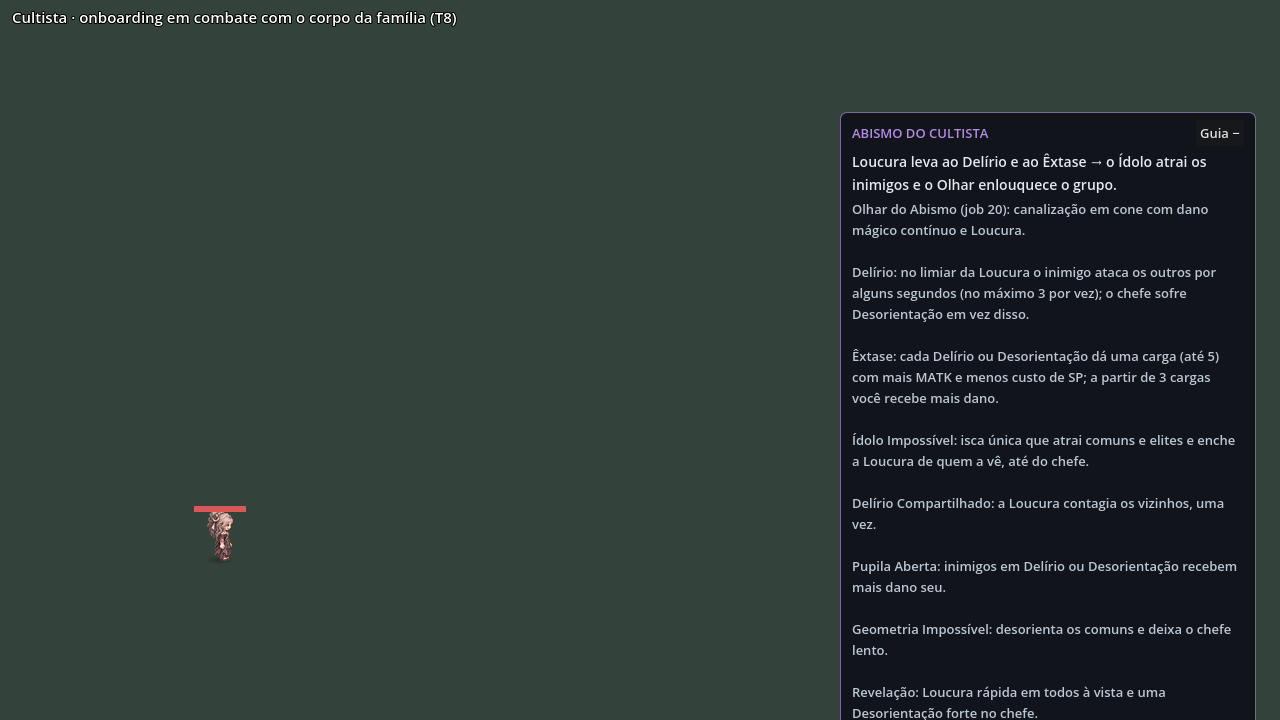 Cultista · onboarding em combate com o corpo da família (T8)
ABISMO DO CULTISTA
Guia −
Loucura leva ao Delírio e ao Êxtase → o Ídolo atrai os
inimigos e o Olhar enlouquece o grupo.
Olhar do Abismo (job 20): canalização em cone com dano
mágico contínuo e Loucura.
Delírio: no limiar da Loucura o inimigo ataca os outros por
alguns segundos (no máximo 3 por vez); o chefe sofre
Desorientação em vez disso.
Êxtase: cada Delírio ou Desorientação dá uma carga (até 5)
com mais MATK e menos custo de SP; a partir de 3 cargas
você recebe mais dano.
Ídolo Impossível: isca única que atrai comuns e elites e enche
a Loucura de quem a vê, até do chefe.
Delírio Compartilhado: a Loucura contagia os vizinhos, uma
vez.
Pupila Aberta: inimigos em Delírio ou Desorientação recebem
mais dano seu.
Geometria Impossível: desorienta os comuns e deixa o chefe
lento.
Revelação: Loucura rápida em todos à vista e uma
Desorientação forte no chefe.